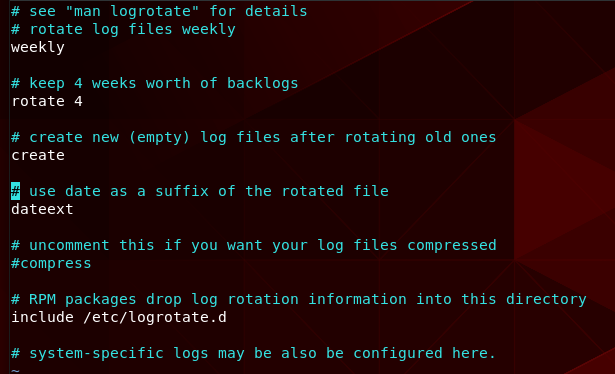 # see "man logrotate" for details
# rotate log files weekly
weekly
# keep 4 weeks worth of backlogs
rotate 4
# create new (empty) log files after rotating old ones
create
# use date as a suffix of the rotated file
dateext
# uncomment this if you want your log files compressed
#compress
# RPM packages drop log rotation information into this directory
include /etc/logrotate.d
# system-specific logs may be also be configured here.
~